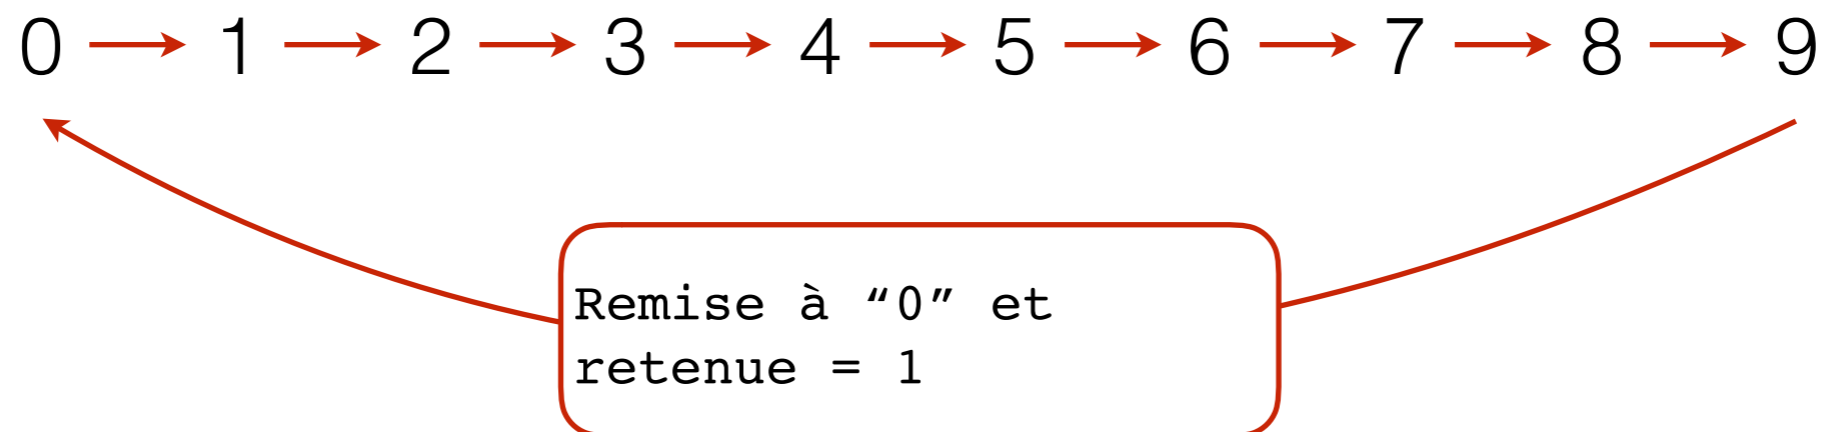 0 → 1 → 2 → 3 → 4 → 5 → 6 → 7 → 8 → 9
Remise à “0” et
retenue = 1